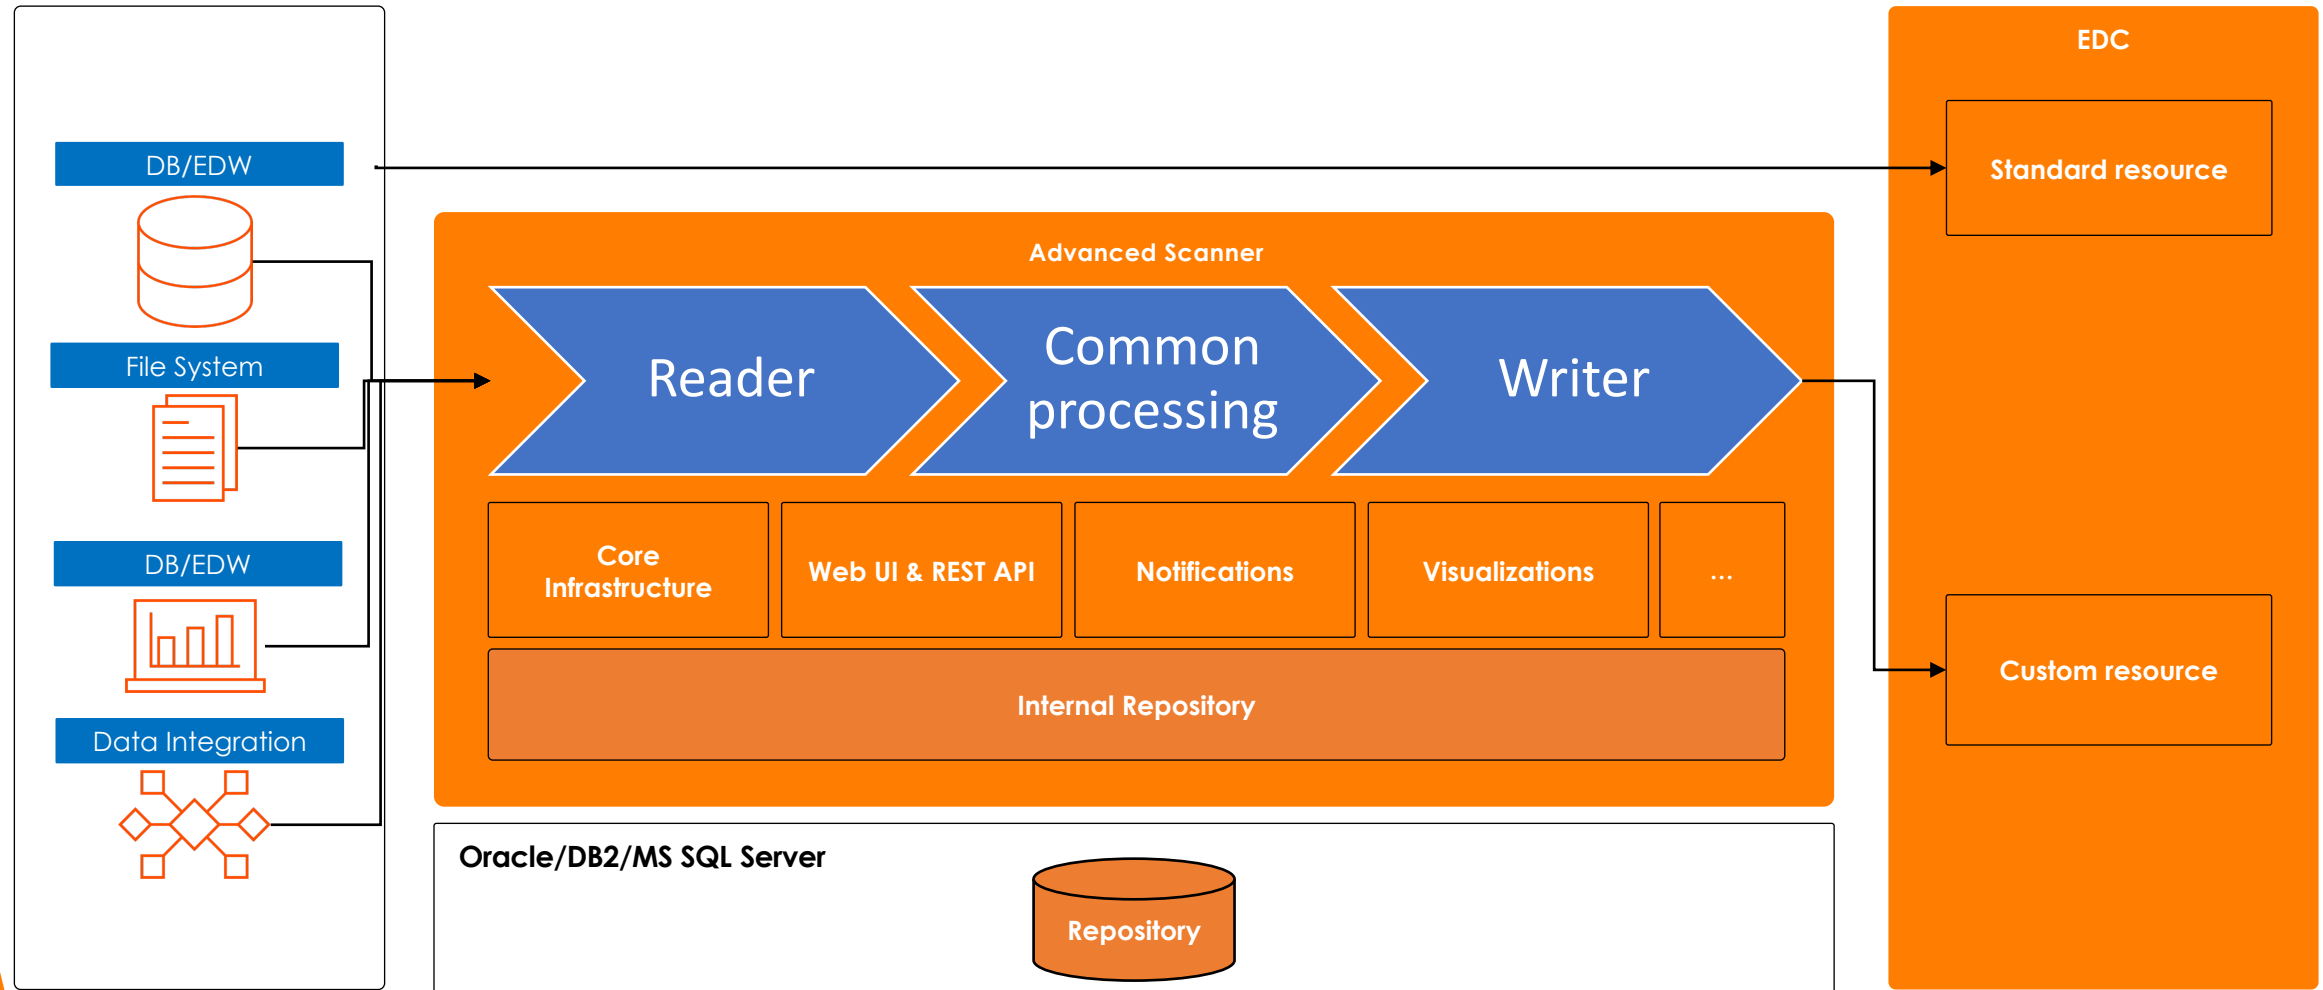 DB/EDW
File System
DB/EDW
Data Integration
Advanced Scanner
Reader
Common
processing
Writer
Core
Infrastructure
Web UI & REST API
Notifications
Visualizations
...
Internal Repository
Oracle/DB2/MS SQL Server
Repository
EDC
Standard resource
Custom resource